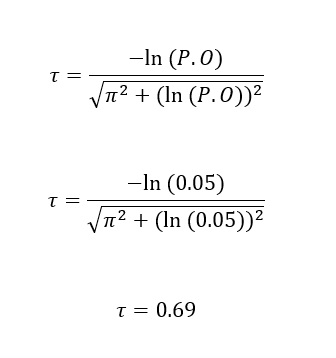 τ = −ln (P.O) / √(π² + (ln (P.O))²)
τ = −ln (0.05) / √(π² + (ln (0.05))²)
τ = 0.69